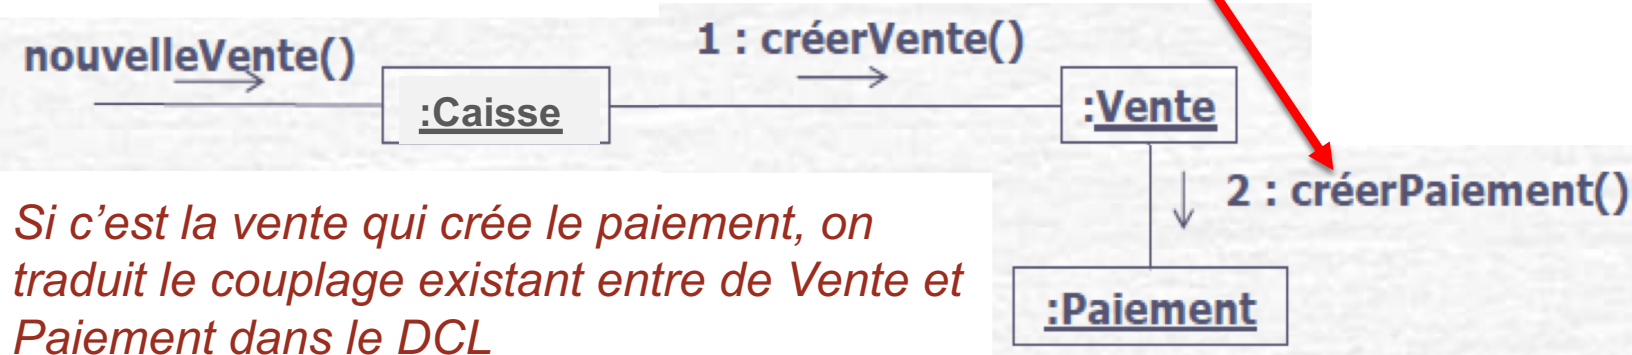 nouvelleVente()
1 : créerVente()
:Caisse
:Vente
2 : créerPaiement()
Si c’est la vente qui crée le paiement, on
traduit le couplage existant entre de Vente et
Paiement dans le DCL
:Paiement